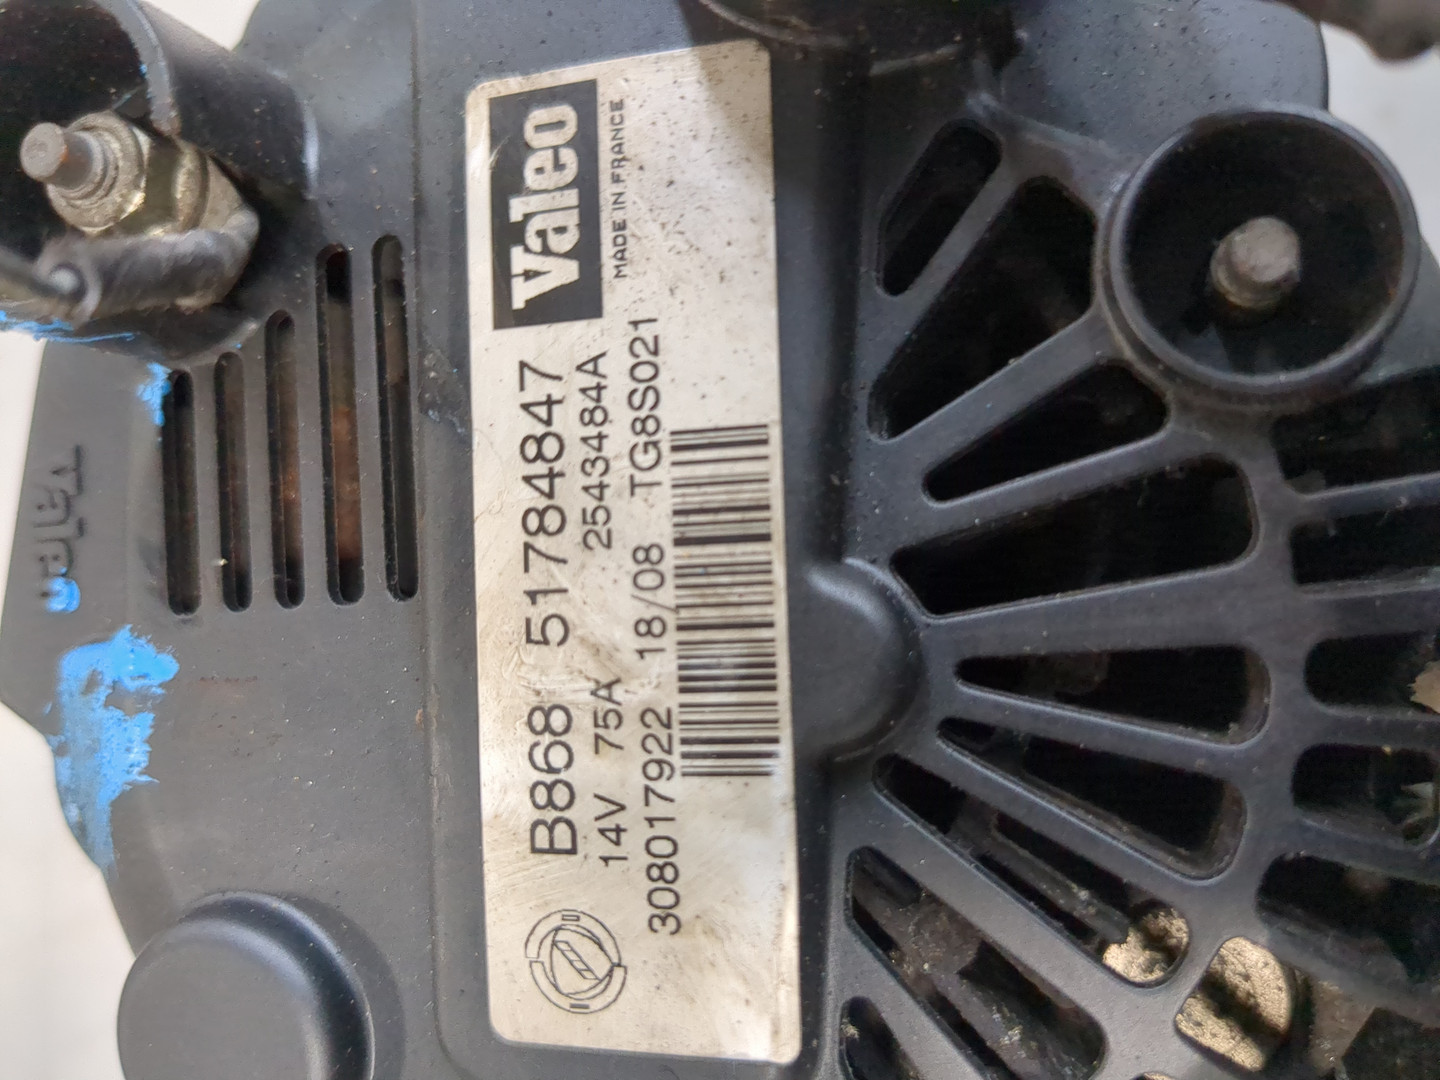 Valeo
MADE IN FRANCE
B868 51784847
14V 75A 2543484A
308017922 18/08 TG8S021